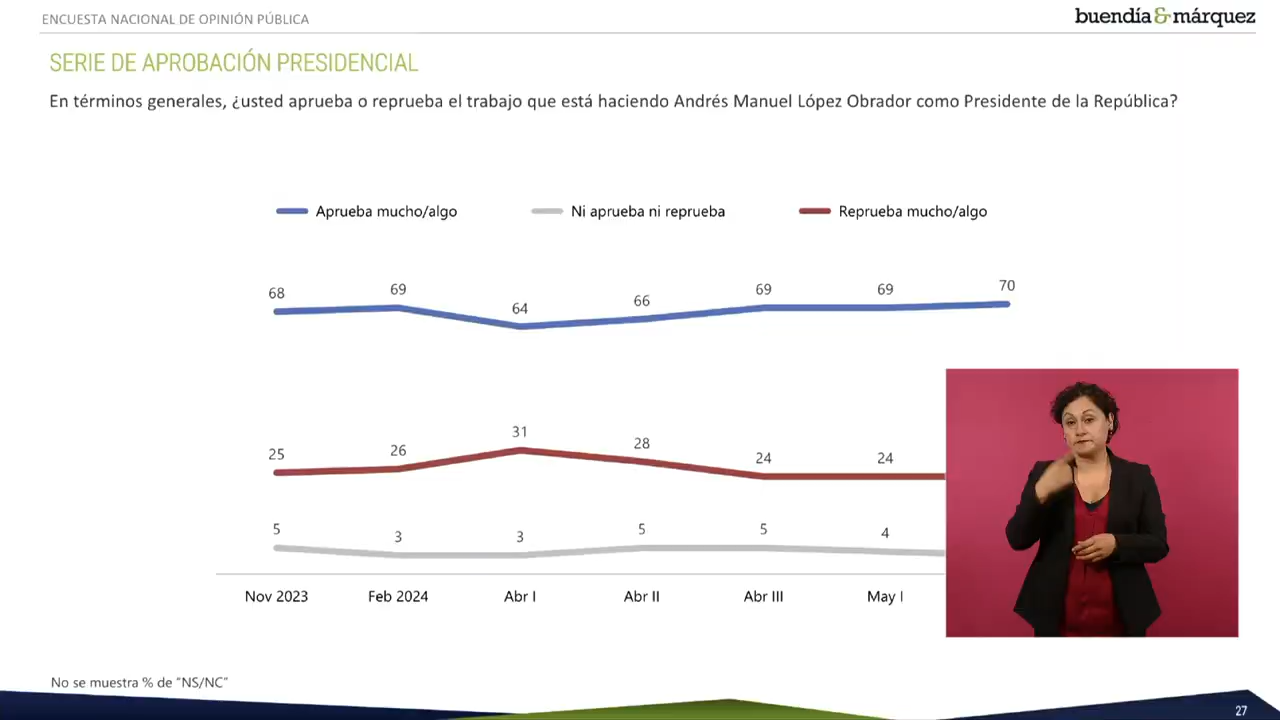 ENCUESTA NACIONAL DE OPINIÓN PÚBLICA
buendía&márquez
SERIE DE APROBACIÓN PRESIDENCIAL
En términos generales, ¿usted aprueba o reprueba el trabajo que está haciendo Andrés Manuel López Obrador como Presidente de la República?
Aprueba mucho/algo Ni aprueba ni reprueba Reprueba mucho/algo
68 69 64 66 69 69 70
25 26 31 28 24 24
5 3 3 5 5 4
Nov 2023 Feb 2024 Abr I Abr II Abr III May I
No se muestra % de “NS/NC”
27